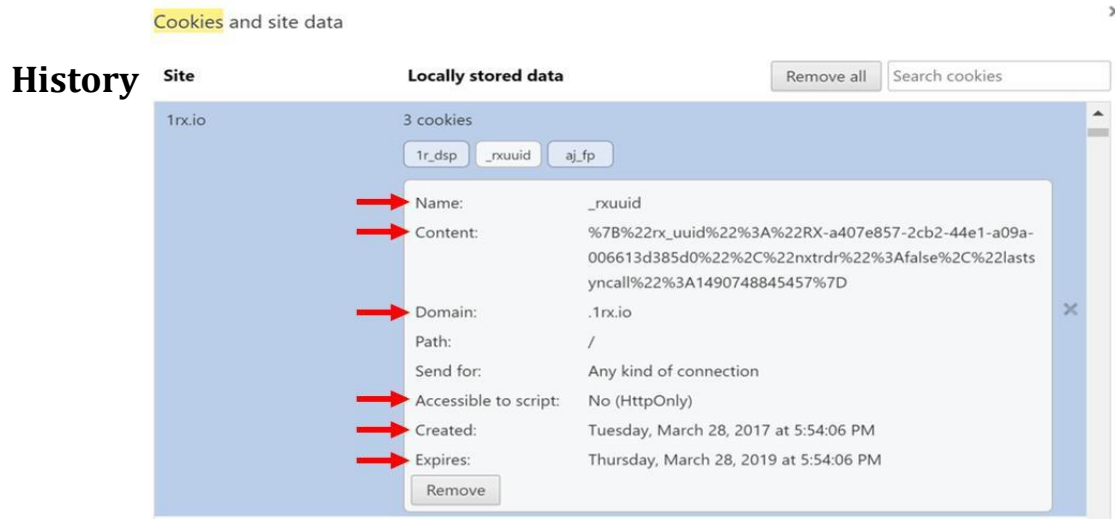 Cookies and site data
History
Site Locally stored data Remove all Search cookies
1rx.io 3 cookies
1r_dsp _rxuuid aj_fp
Name: _rxuuid
Content: %7B%22rx_uuid%22%3A%22RX-a407e857-2cb2-44e1-a09a-
006613d385d0%22%2C%22nxtrdr%22%3Afalse%2C%22lasts
yncall%22%3A1490748845457%7D
Domain: .1rx.io
Path: /
Send for: Any kind of connection
Accessible to script: No (HttpOnly)
Created: Tuesday, March 28, 2017 at 5:54:06 PM
Expires: Thursday, March 28, 2019 at 5:54:06 PM
Remove